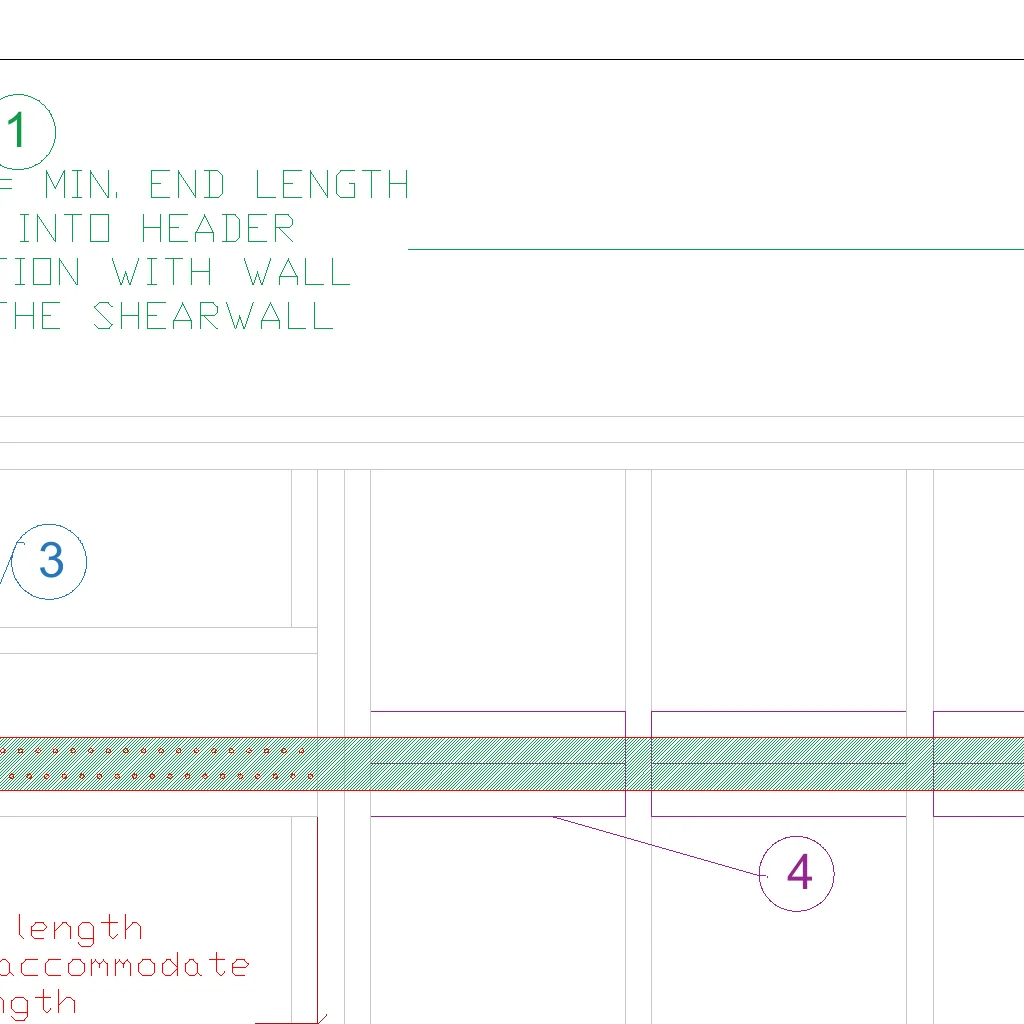 1
= MIN. END LENGTH
INTO HEADER
TION WITH WALL
THE SHEARWALL
3
4
length
accommodate
ngth